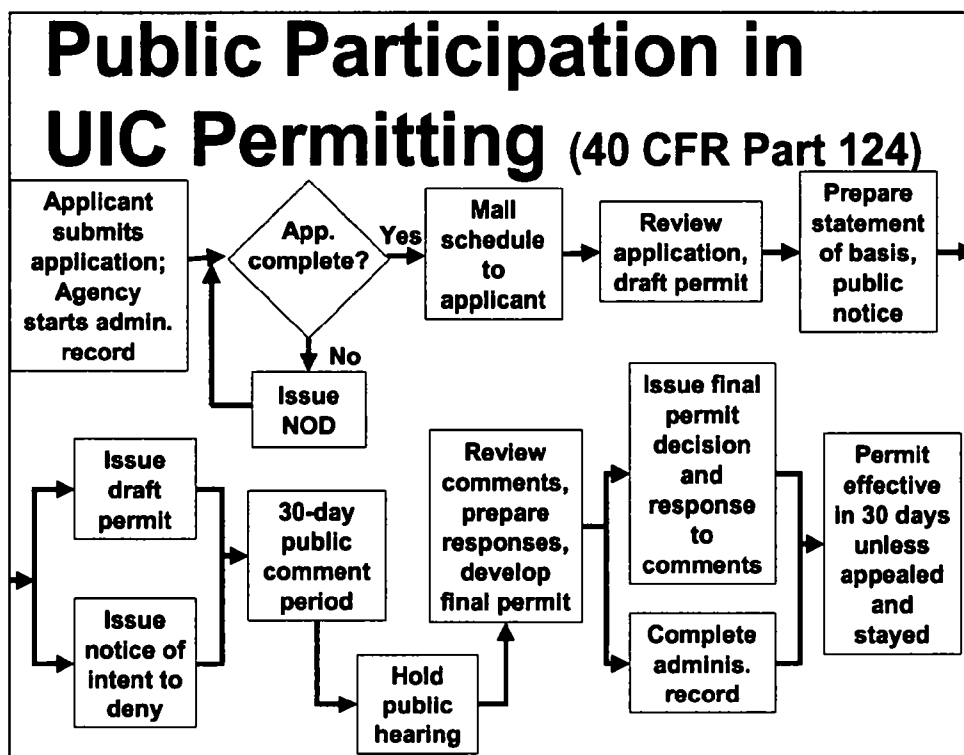 Public Participation in
UIC Permitting (40 CFR Part 124)
Applicant
submits
application;
Agency
starts admin.
record
App.
complete?
Yes
No
Issue
NOD
Mail
schedule
to
applicant
Review
application,
draft permit
Prepare
statement
of basis,
public
notice
Issue
draft
permit
Issue
notice of
intent to
deny
30-day
public
comment
period
Hold
public
hearing
Review
comments,
prepare
responses,
develop
final permit
Issue final
permit
decision
and
response
to
comments
Complete
adminis.
record
Permit
effective
in 30 days
unless
appealed
and
stayed